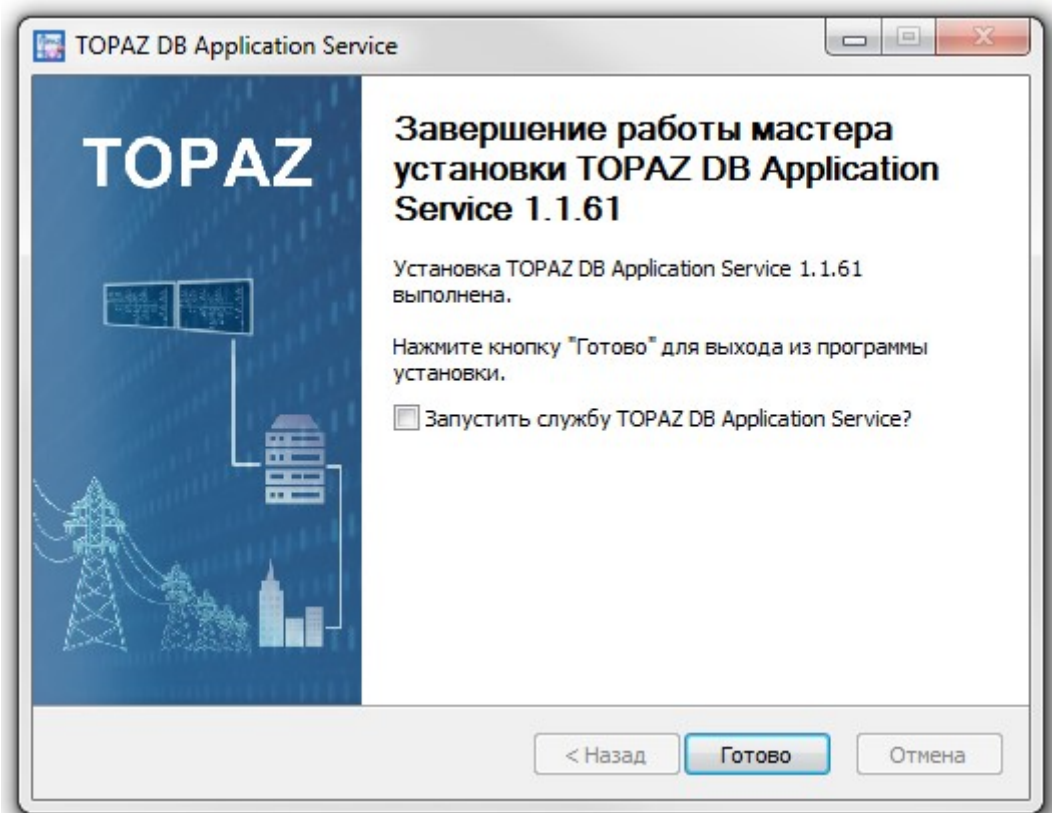 TOPAZ DB Application Service
TOPAZ
Завершение работы мастера
установки TOPAZ DB Application
Service 1.1.61
Установка TOPAZ DB Application Service 1.1.61
выполнена.
Нажмите кнопку "Готово" для выхода из программы
установки.
Запустить службу TOPAZ DB Application Service?
< Назад
Готово
Отмена